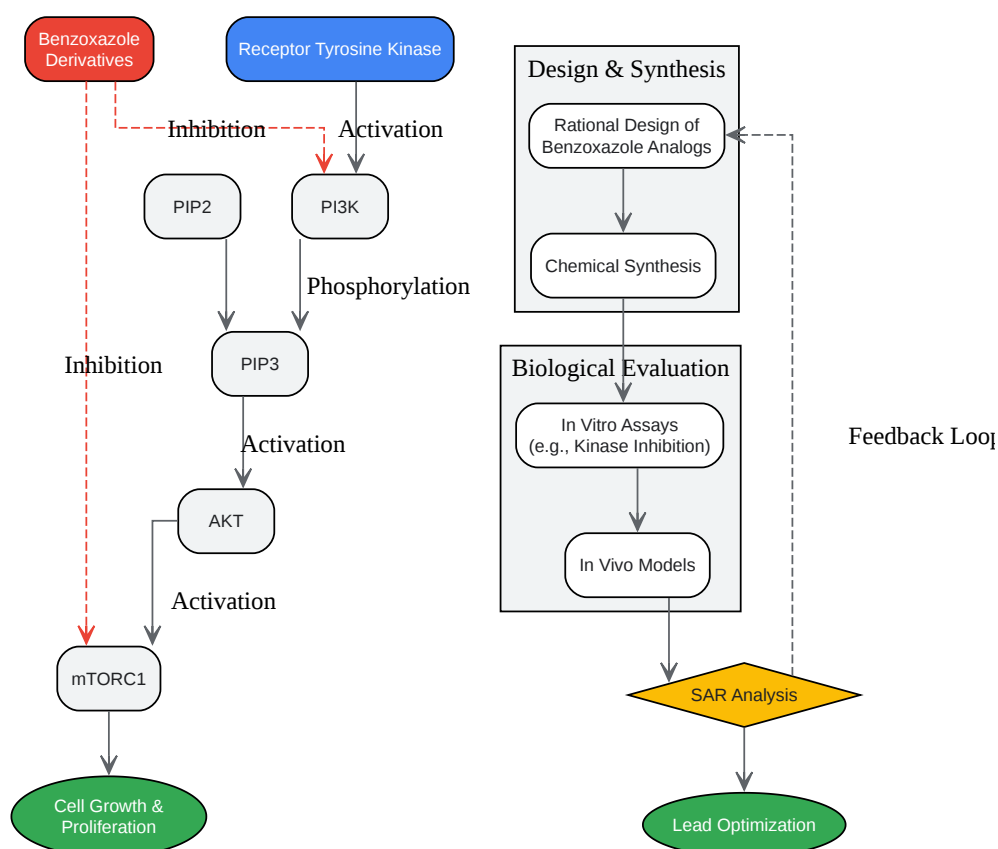 Benzoxazole
Derivatives
Receptor Tyrosine Kinase
Inhibition
Activation
PIP2
PI3K
Phosphorylation
PIP3
Inhibition
Activation
AKT
Activation
mTORC1
Cell Growth &
Proliferation
Design & Synthesis
Rational Design of
Benzoxazole Analogs
Chemical Synthesis
Biological Evaluation
In Vitro Assays
(e.g., Kinase Inhibition)
In Vivo Models
Feedback Loop
SAR Analysis
Lead Optimization